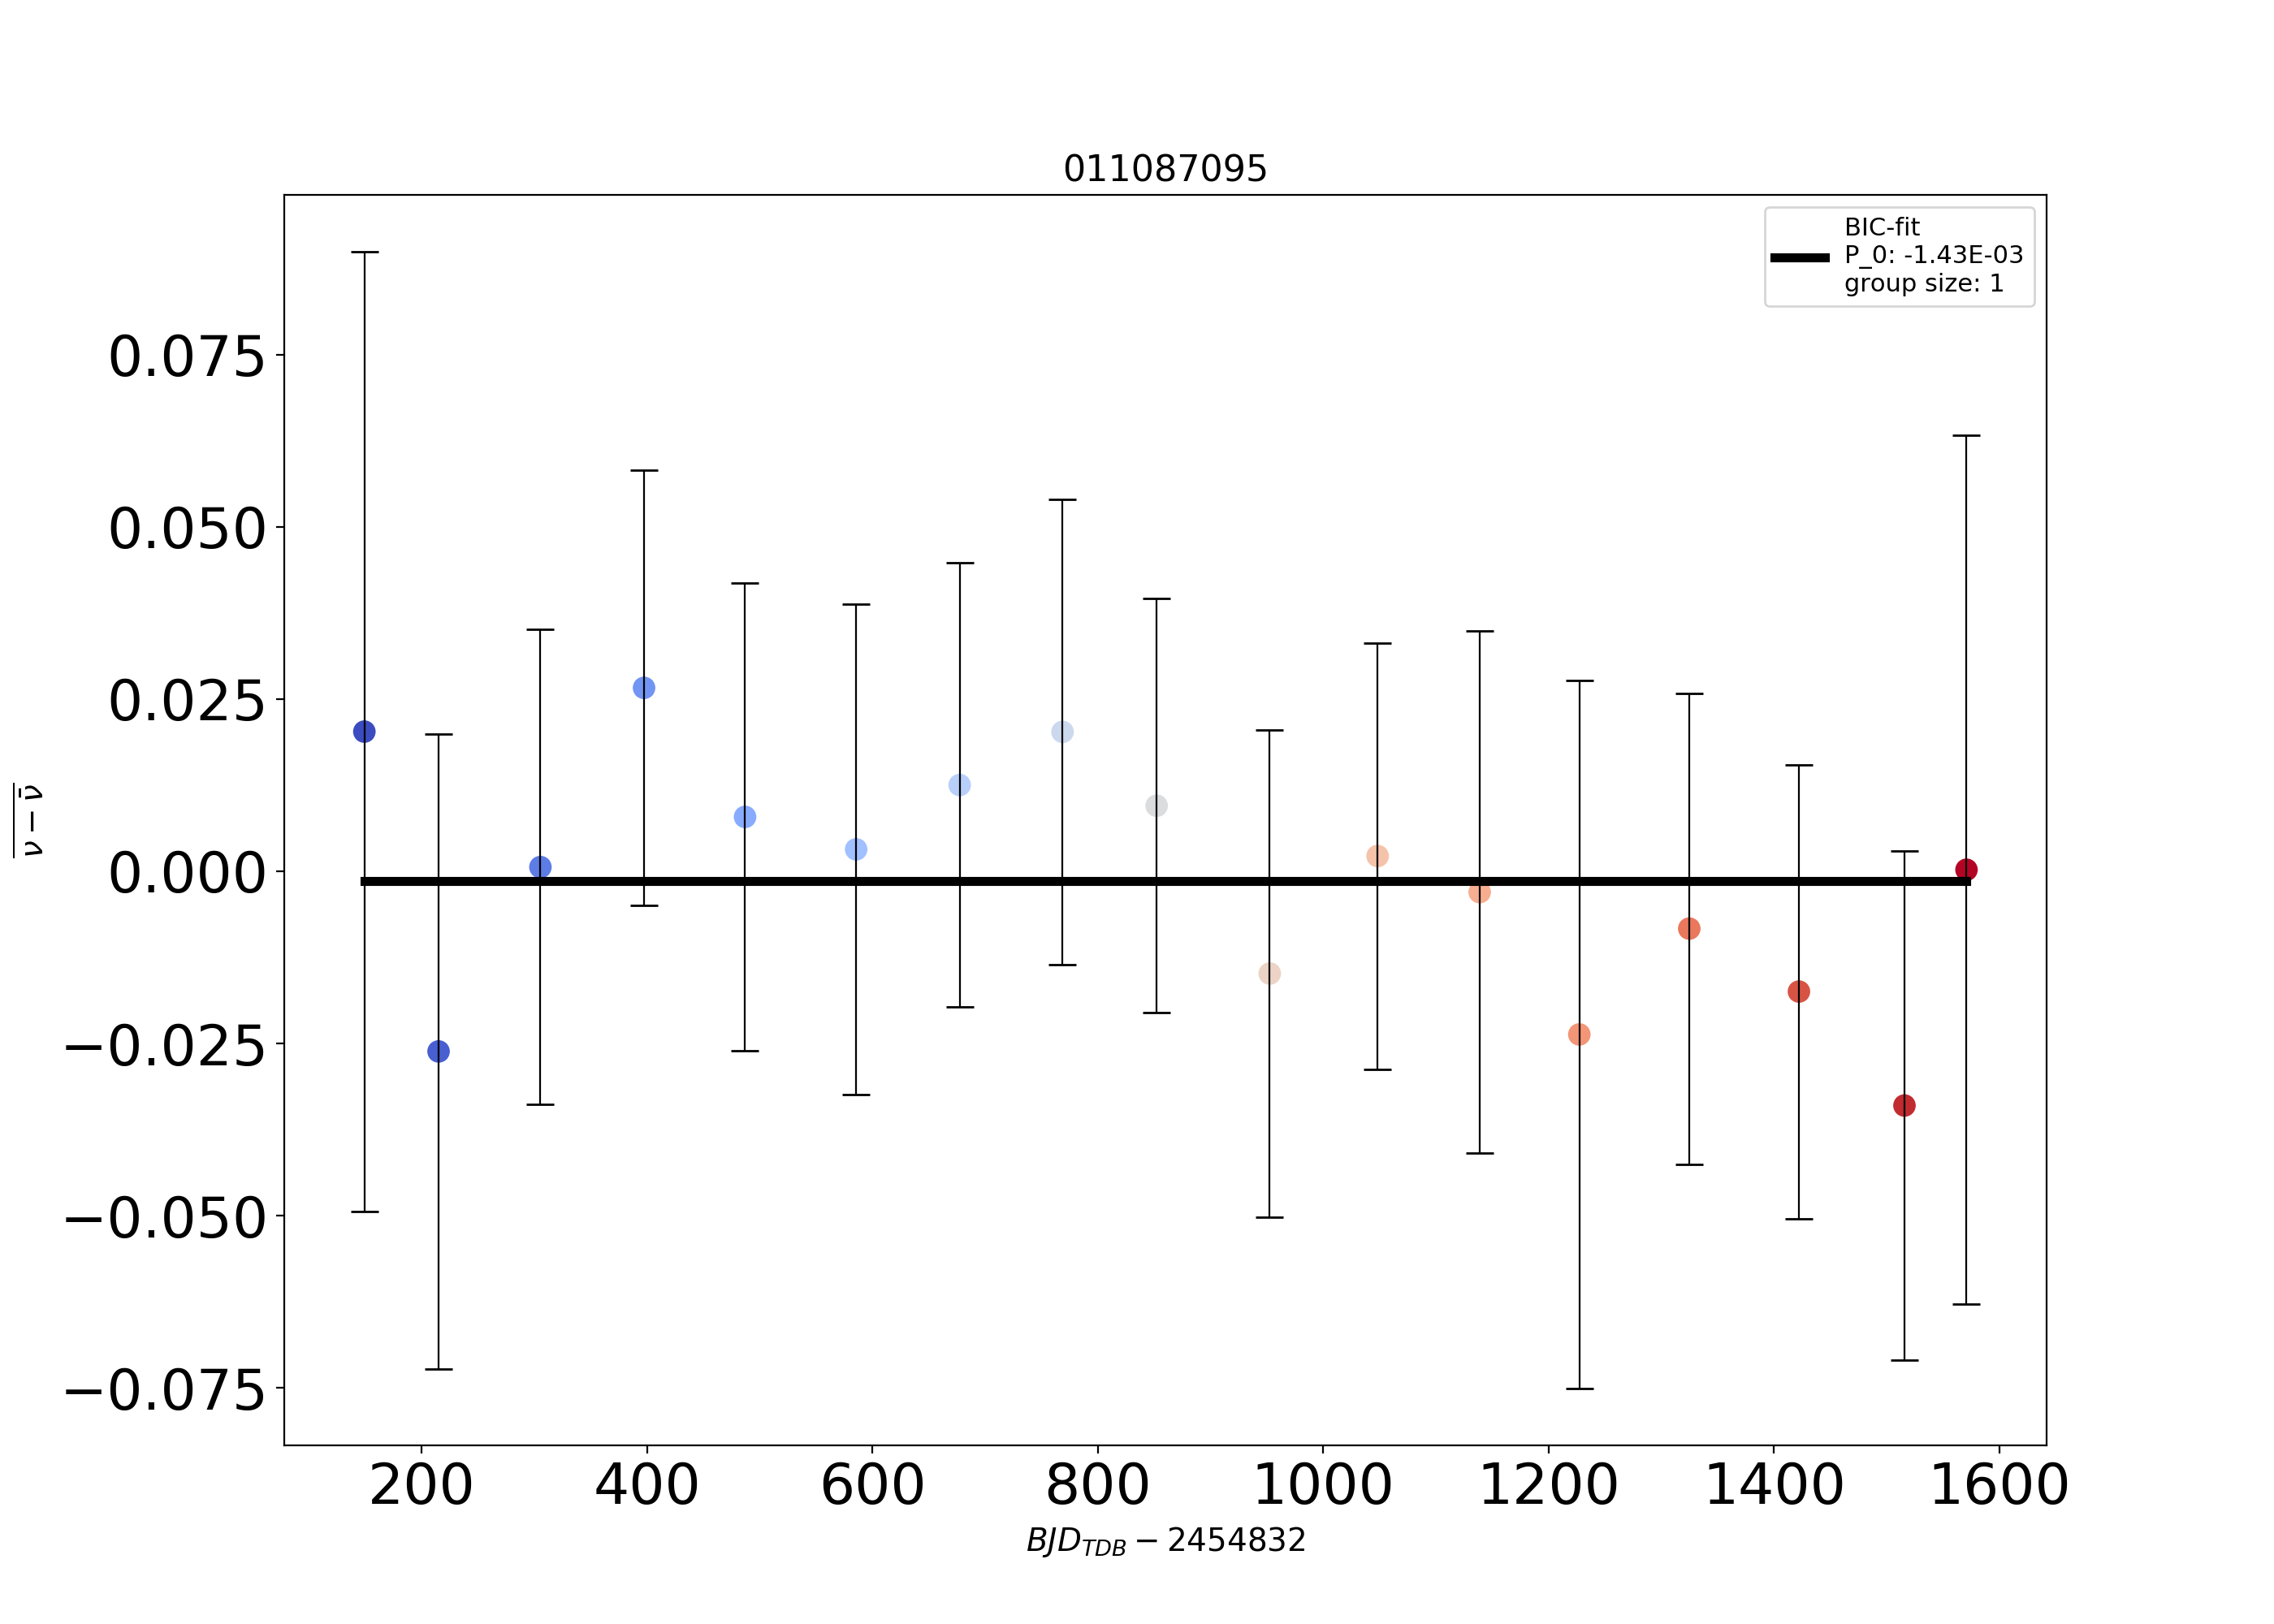 011087095
BIC-fit
P_0: -1.43E-03
group size: 1
0.075
0.050
0.025
0.000
−0.025
−0.050
−0.075
ν − ν̄
200 400 600 800 1000 1200 1400 1600
BJD_TDB − 2454832